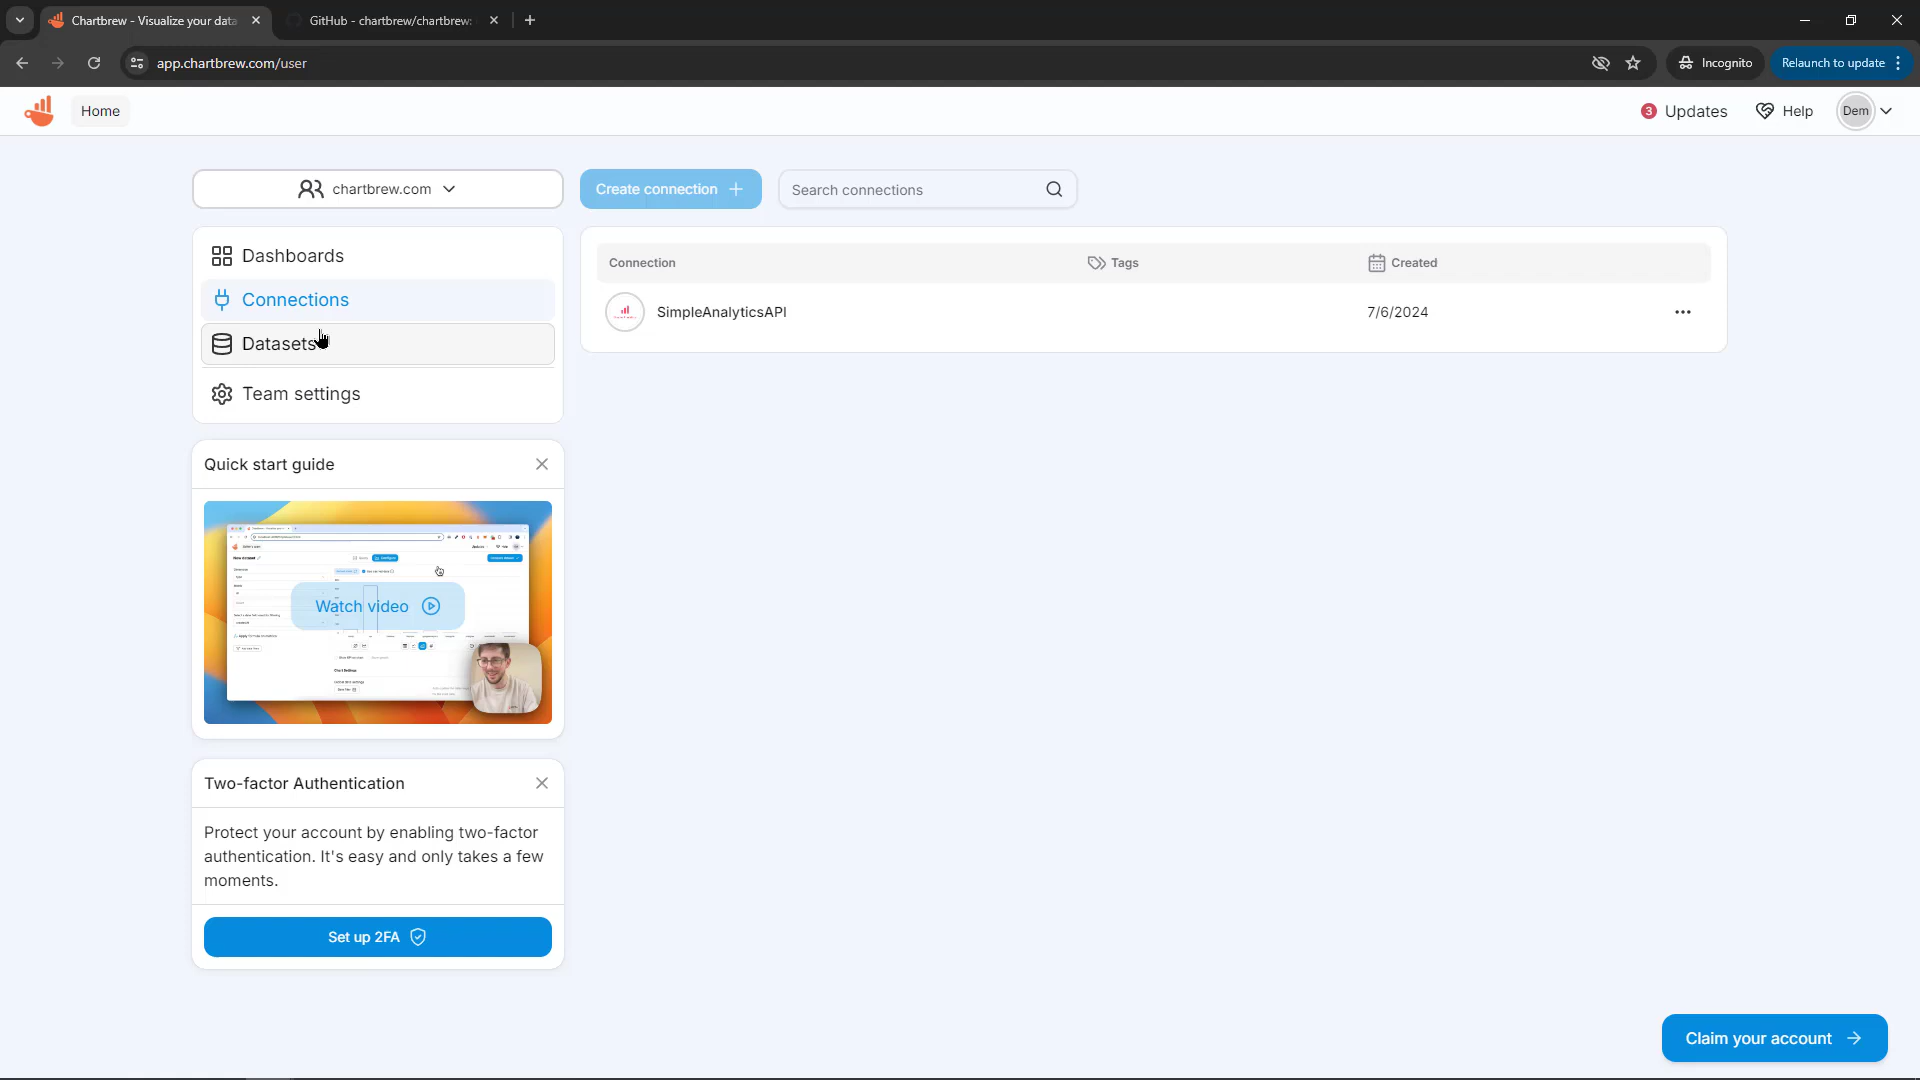 Chartbrew - Visualize your data
GitHub - chartbrew/chartbrew:
app.chartbrew.com/user
Incognito
Relaunch to update
Home
3 Updates
Help
Dem
chartbrew.com
Create connection
Search connections
Dashboards
Connections
Datasets
Team settings
Connection
Tags
Created
SimpleAnalyticsAPI
7/6/2024
Quick start guide
Watch video
Two-factor Authentication
Protect your account by enabling two-factor
authentication. It's easy and only takes a few
moments.
Set up 2FA
Claim your account